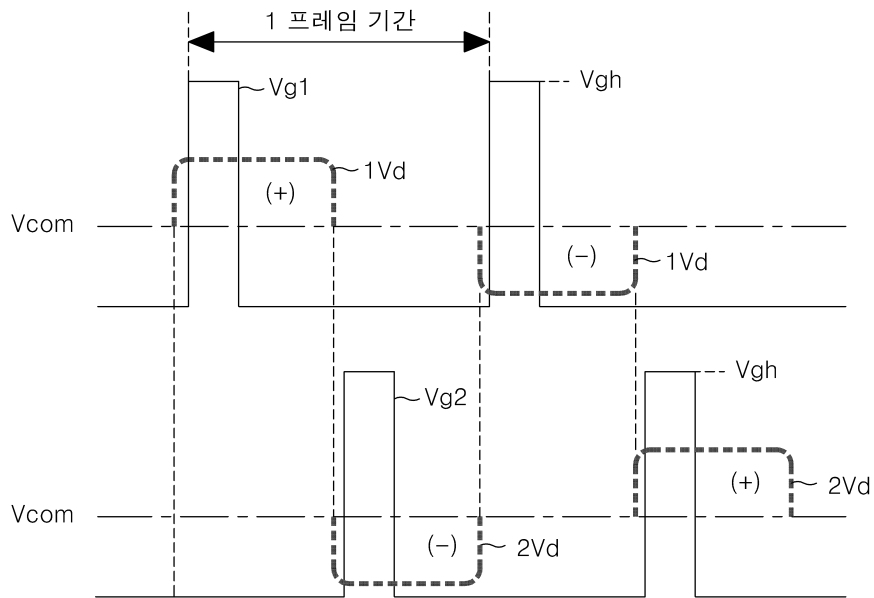 1 프레임 기간
Vg1
Vgh
1Vd
(+)
Vcom
(−)
1Vd
Vgh
Vg2
(+)
2Vd
Vcom
(−)
2Vd